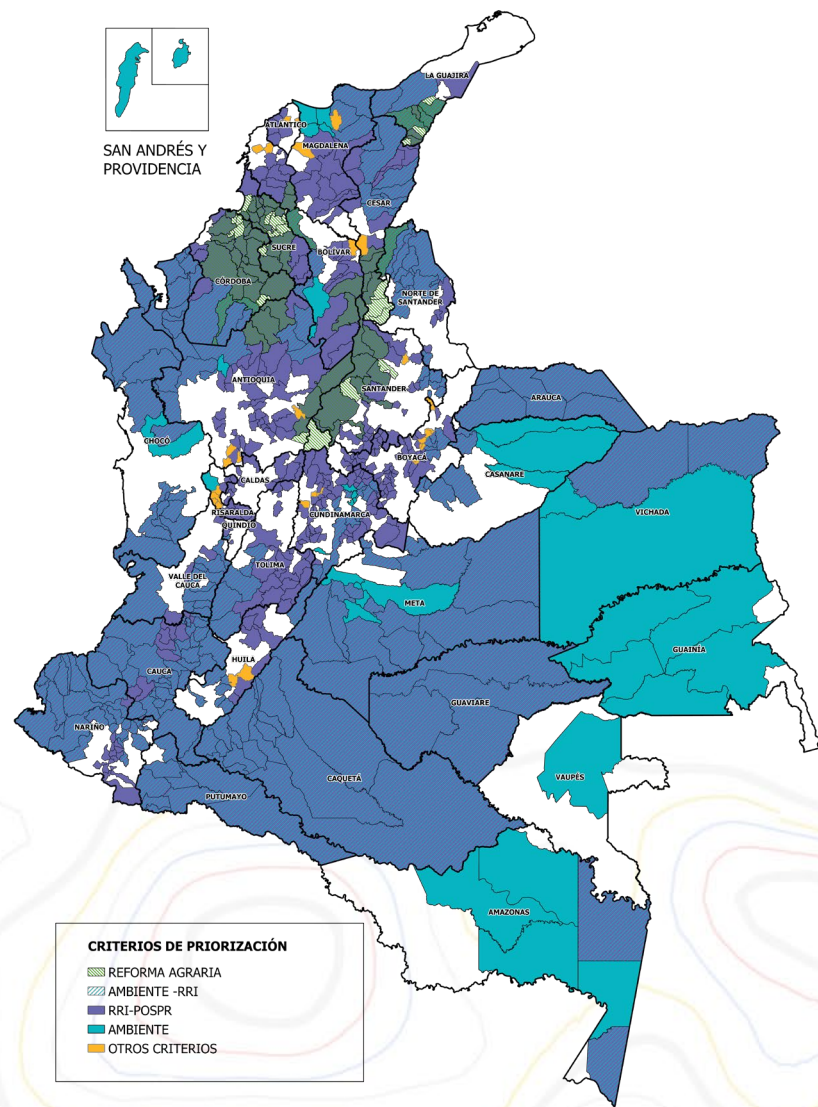 SAN ANDRÉS Y
PROVIDENCIA
LA GUAJIRA
ATLÁNTICO
MAGDALENA
CESAR
SUCRE
BOLÍVAR
CÓRDOBA
NORTE DE
SANTANDER
ANTIOQUIA
SANTANDER
ARAUCA
CHOCÓ
BOYACÁ
CASANARE
CALDAS
RISARALDA
QUINDIO
CUNDINAMARCA
VICHADA
TOLIMA
VALLE DEL
CAUCA
META
GUAINÍA
HUILA
CAUCA
GUAVIARE
NARIÑO
CAQUETÁ
VAUPÉS
PUTUMAYO
AMAZONAS
CRITERIOS DE PRIORIZACIÓN
REFORMA AGRARIA
AMBIENTE -RRI
RRI-POSPR
AMBIENTE
OTROS CRITERIOS